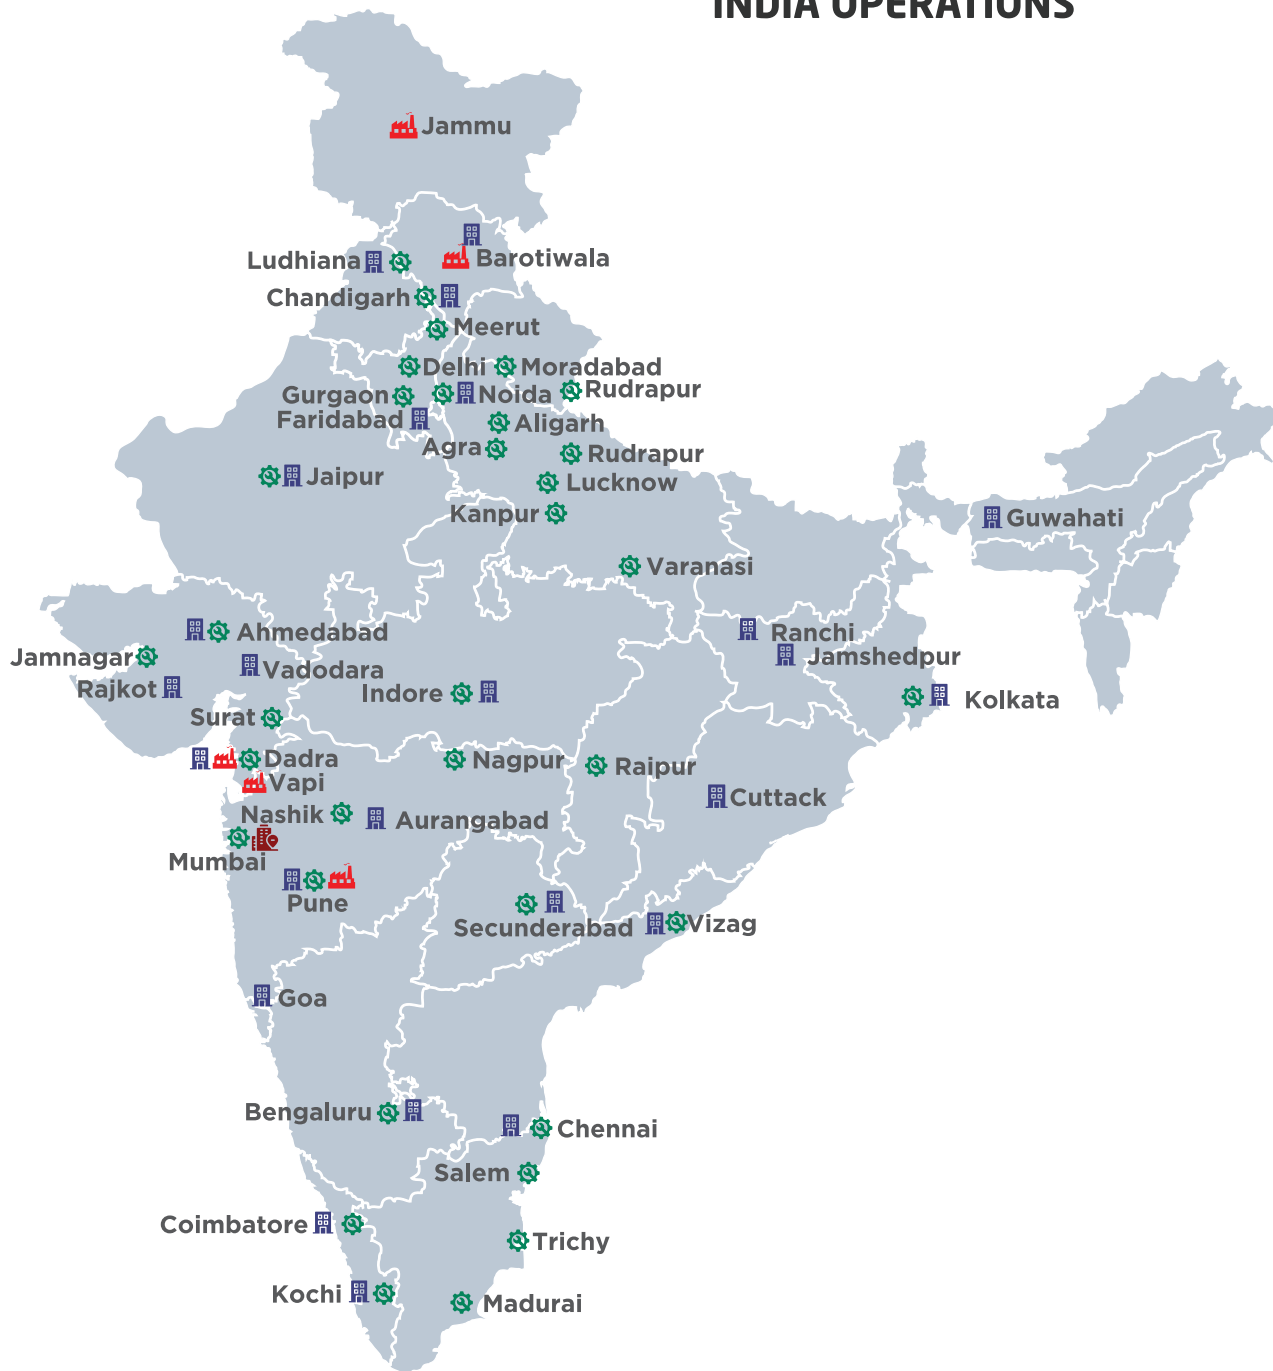 INDIA OPERATIONS
Jammu
Barotiwala
Ludhiana
Chandigarh
Meerut
Delhi
Moradabad
Gurgaon
Noida
Rudrapur
Faridabad
Aligarh
Agra
Rudrapur
Jaipur
Lucknow
Kanpur
Guwahati
Varanasi
Ahmedabad
Ranchi
Jamnagar
Jamshedpur
Vadodara
Rajkot
Indore
Kolkata
Surat
Dadra
Nagpur
Raipur
Vapi
Cuttack
Nashik
Aurangabad
Mumbai
Pune
Secunderabad
Vizag
Goa
Bengaluru
Chennai
Salem
Coimbatore
Trichy
Kochi
Madurai